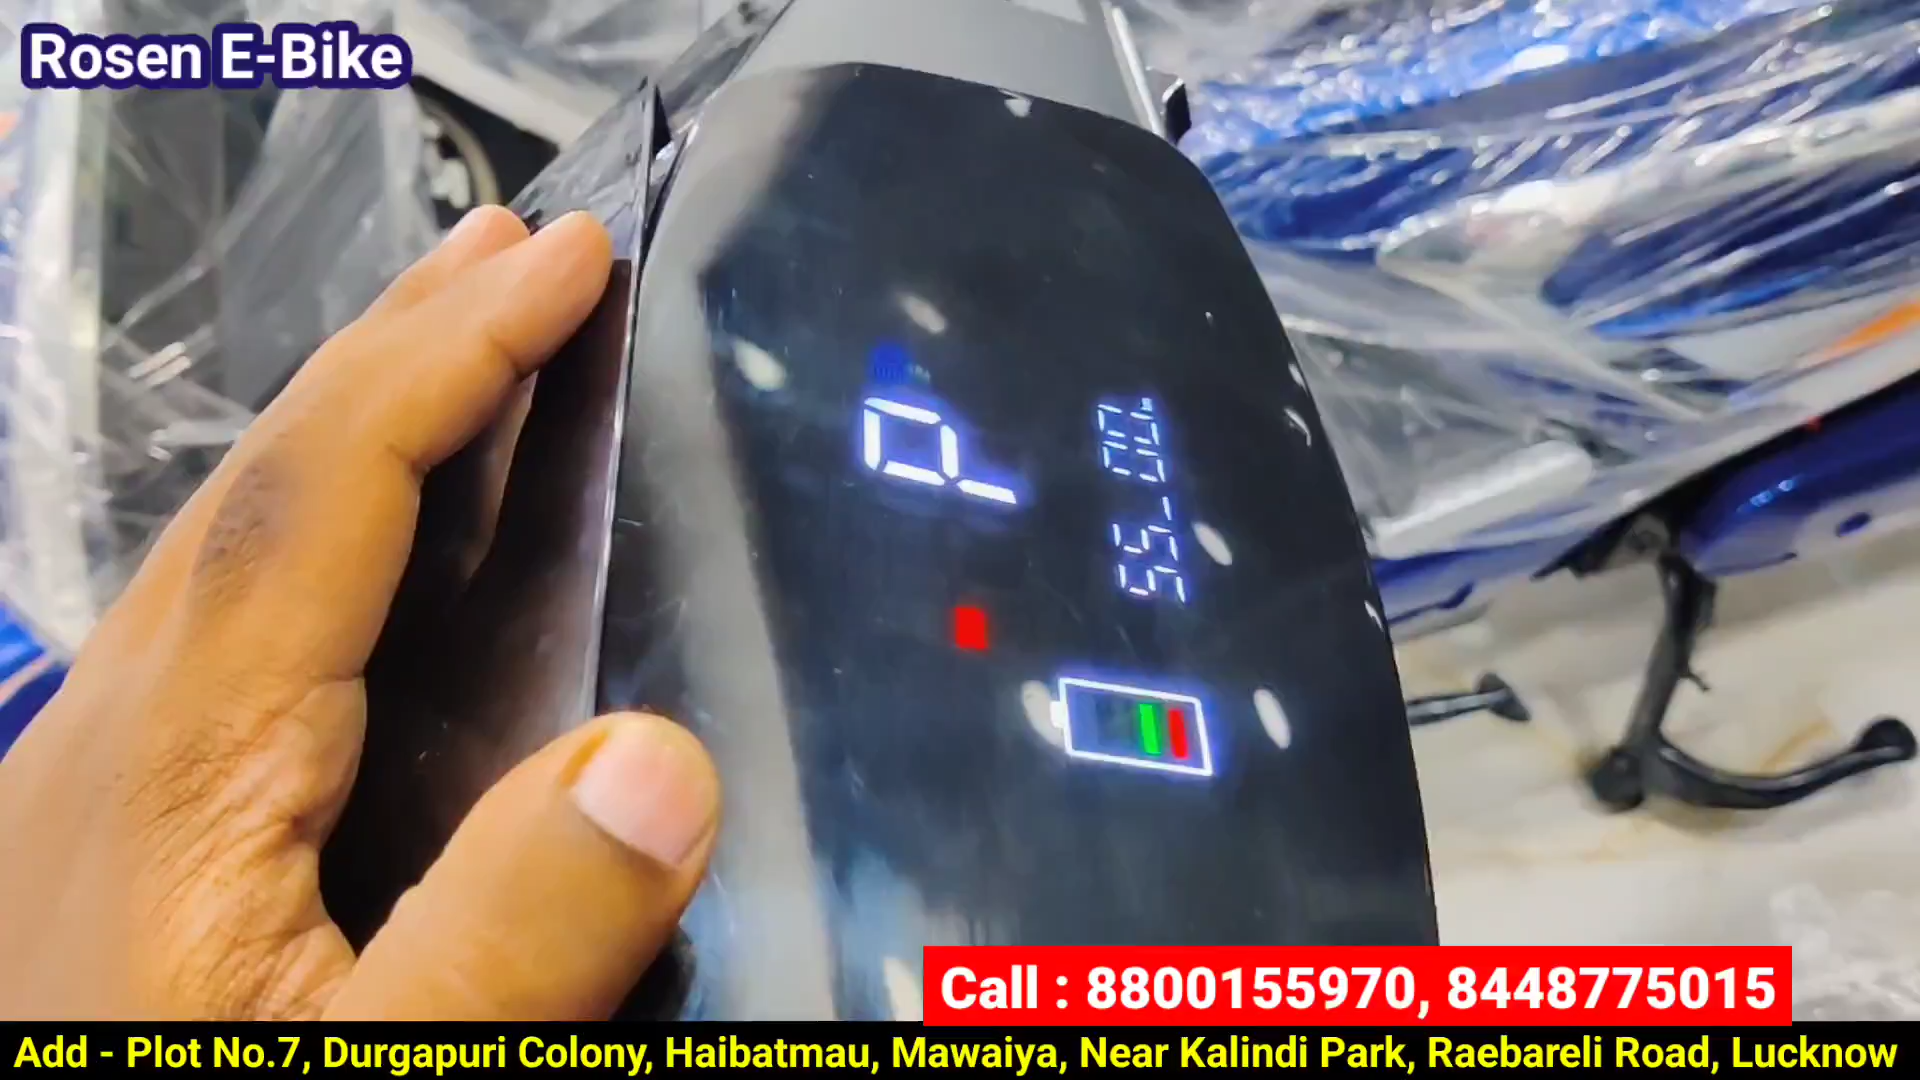 Rosen E-Bike
P
Call : 8800155970, 8448775015
Add - Plot No.7, Durgapuri Colony, Haibatmau, Mawaiya, Near Kalindi Park, Raebareli Road, Lucknow